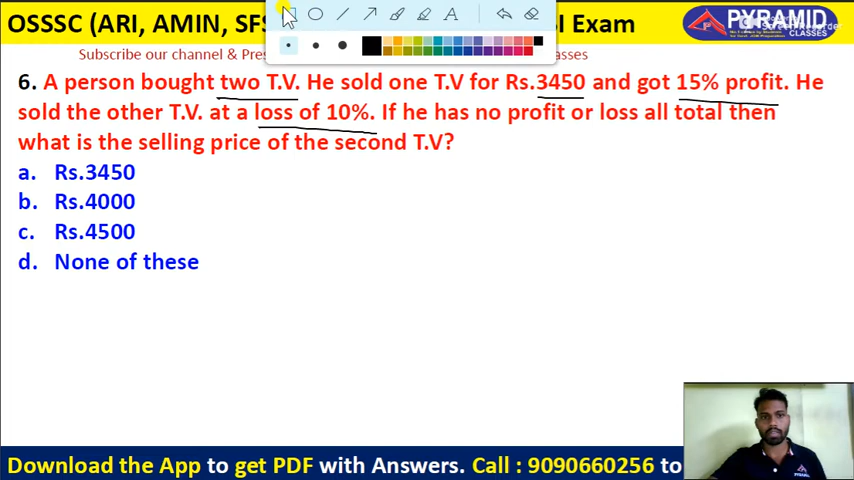 OSSSC (ARI, AMIN, SFS I Exam
PYRAMID
CLASSES
Subscribe our channel & Pres sses
6. A person bought two T.V. He sold one T.V for Rs.3450 and got 15% profit. He
sold the other T.V. at a loss of 10%. If he has no profit or loss all total then
what is the selling price of the second T.V?
a. Rs.3450
b. Rs.4000
c. Rs.4500
d. None of these
PYRAMID
Download the App to get PDF with Answers. Call : 9090660256 to